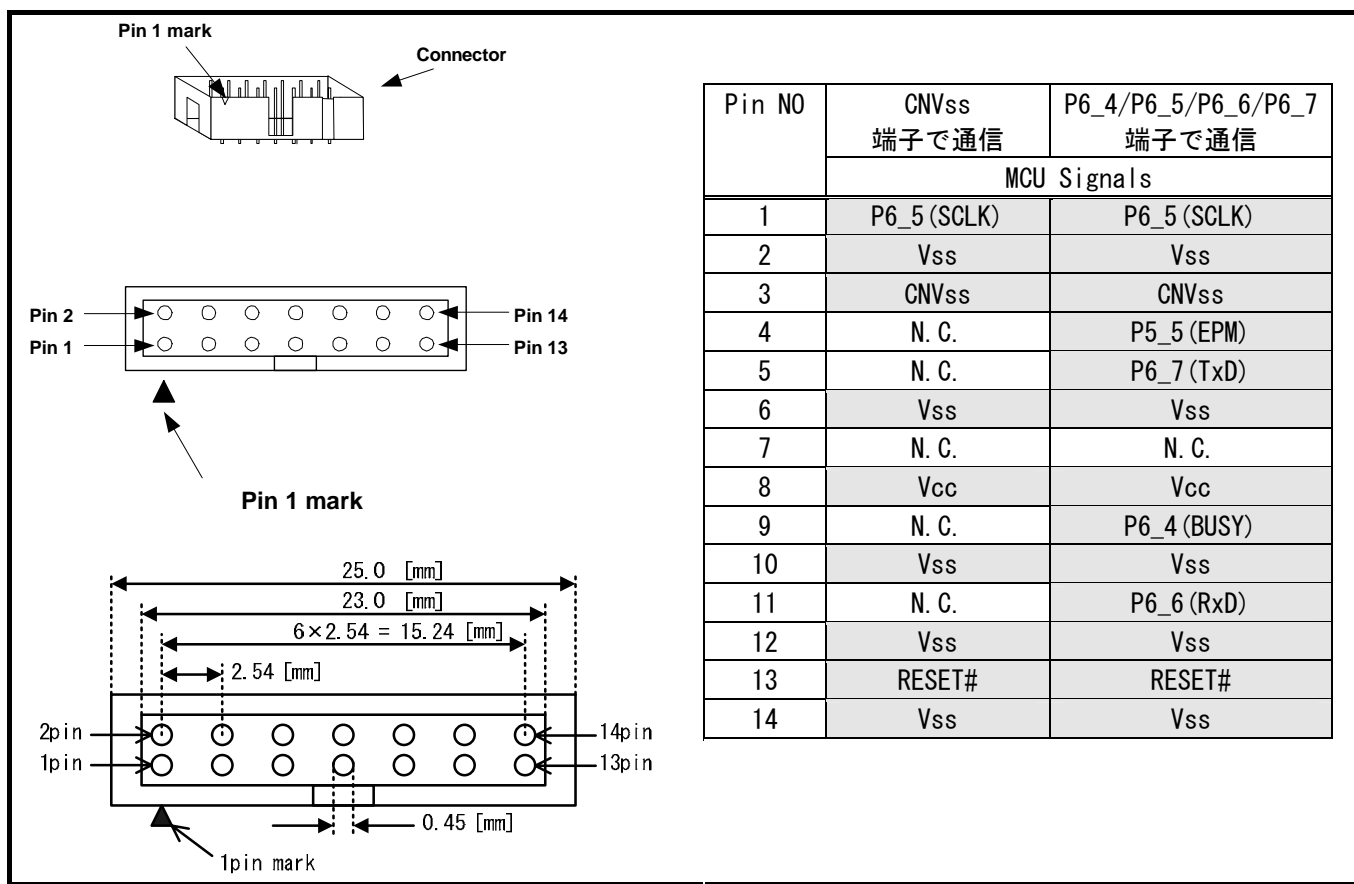 Pin 1 mark
Connector
Pin 2
Pin 14
Pin 1
Pin 13
Pin 1 mark
25.0 [mm]
23.0 [mm]
6×2.54 = 15.24 [mm]
2.54 [mm]
2pin
14pin
1pin
13pin
0.45 [mm]
1pin mark
Pin NO CNVss P6_4/P6_5/P6_6/P6_7
端子で通信 端子で通信
MCU Signals
1 P6_5(SCLK) P6_5(SCLK)
2 Vss Vss
3 CNVss CNVss
4 N.C. P5_5(EPM)
5 N.C. P6_7(TxD)
6 Vss Vss
7 N.C. N.C.
8 Vcc Vcc
9 N.C. P6_4(BUSY)
10 Vss Vss
11 N.C. P6_6(RxD)
12 Vss Vss
13 RESET# RESET#
14 Vss Vss